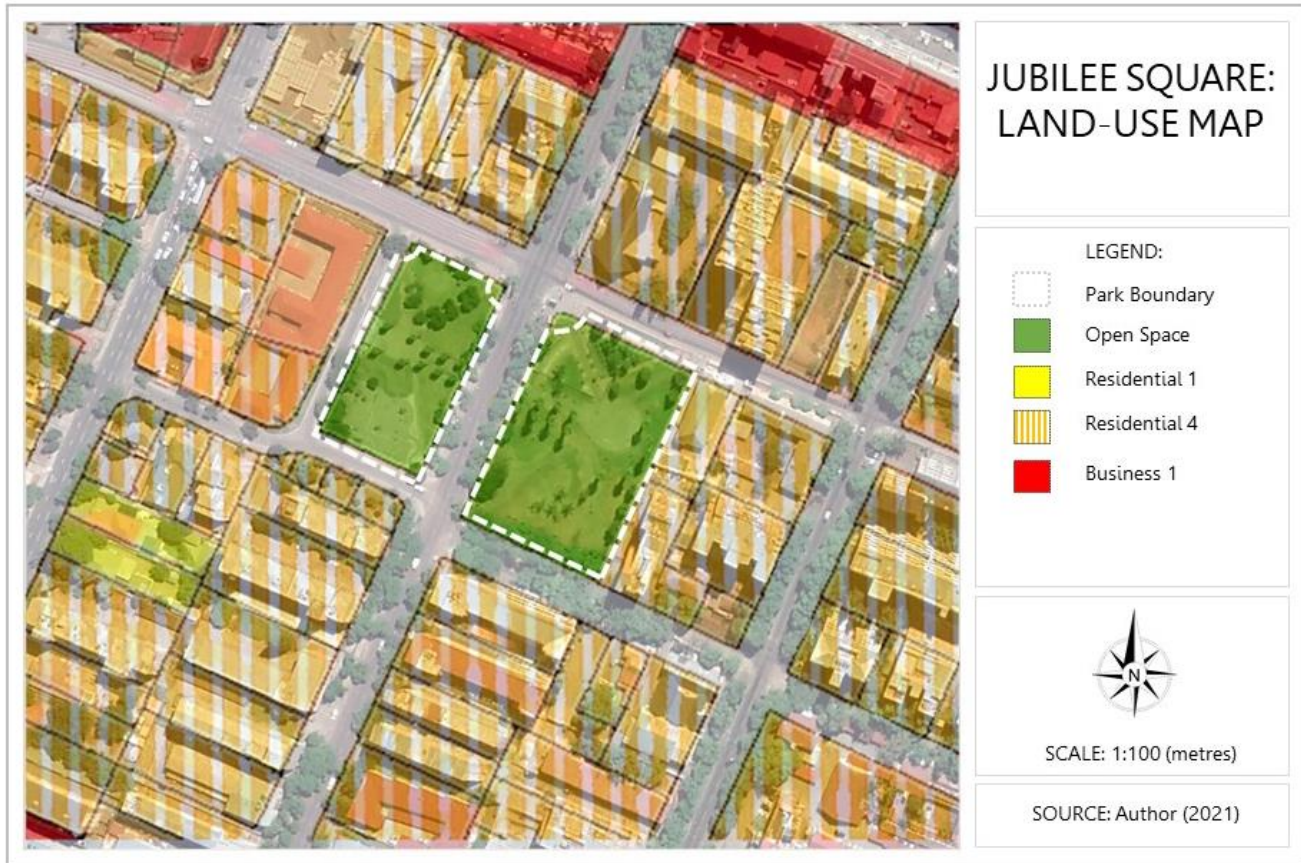 JUBILEE SQUARE:
LAND-USE MAP
LEGEND:
Park Boundary
Open Space
Residential 1
Residential 4
Business 1
N
SCALE: 1:100 (metres)
SOURCE: Author (2021)